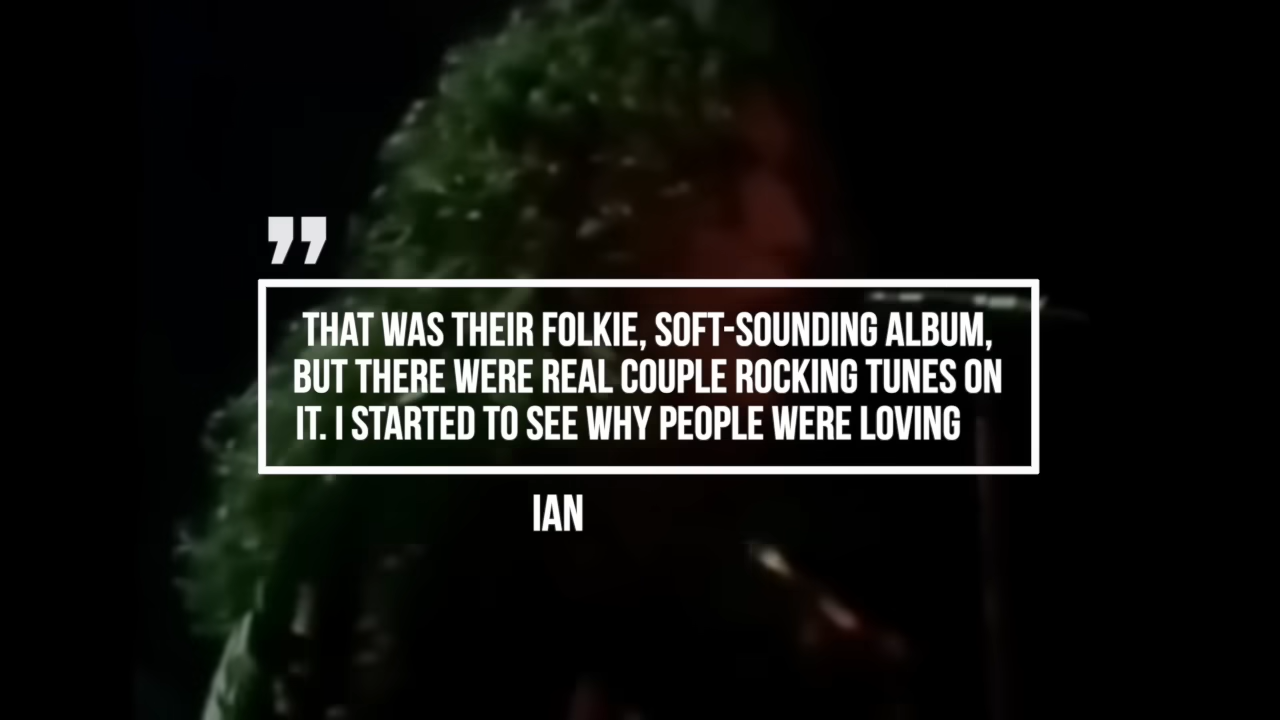 ”
THAT WAS THEIR FOLKIE, SOFT-SOUNDING ALBUM,
BUT THERE WERE REAL COUPLE ROCKING TUNES ON
IT. I STARTED TO SEE WHY PEOPLE WERE LOVING
IAN